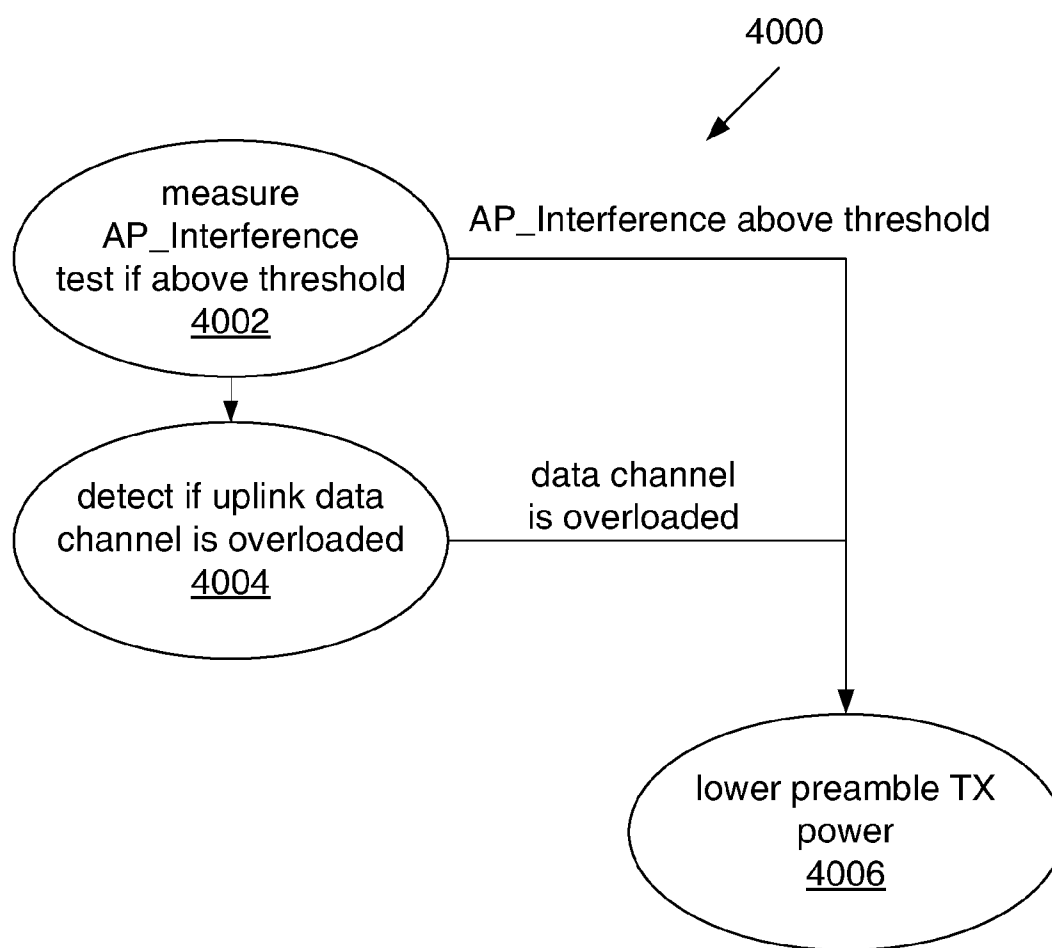 4000
measure
AP_Interference
test if above threshold
4002
AP_Interference above threshold
detect if uplink data
channel is overloaded
4004
data channel
is overloaded
lower preamble TX
power
4006